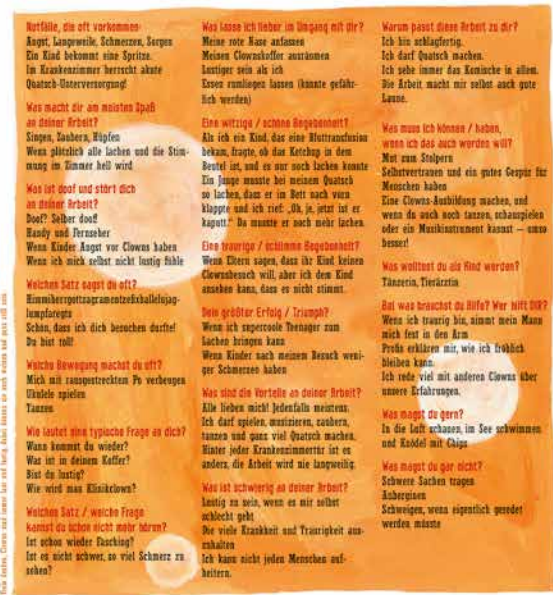 Notfälle, die oft vorkommen
Angst, Langeweile, Schmerzen, Sorgen
Ein Kind bekommt eine Spritze.
Im Krankenzimmer herrscht akute
Quatsch-Unterversorgung!
Was macht dir am meisten Spaß
an deiner Arbeit?
Singen, Zaubern, Hüpfen
Wenn plötzlich alle lachen und die Stim-
mung im Zimmer hell wird
Was ist doof und stört dich
an deiner Arbeit?
Doof? Selber doof!
Handy und Fernseher
Wenn Kinder Angst vor Clowns haben
Wenn ich mich selbst nicht lustig fühle
Welchen Satz sagst du oft?
Schön, dass ich dich besuchen durfte!
Du bist toll!
Welche Bewegung machst du oft?
Mich mit rausgestrecktem Po verbeugen
Ukulele spielen
Tanzen
Wie lautet eine typische Frage an dich?
Wann kommst du wieder?
Was ist in deinem Koffer?
Bist du lustig?
Wie wird man Klinikclown?
Welchen Satz / welche Frage
kannst du schon nicht mehr hören?
Ist schon wieder Fasching?
Ist es nicht schwer, so viel Schmerz zu
sehen?
Was lasse ich lieber im Umgang mit dir?
Meine rote Nase anfassen
Meinen Clownskoffer ausräumen
Lustiger sein als ich
Essen rumliegen lassen (könnte gefähr-
lich werden)
Eine witzige / schöne Begebenheit?
Als ich ein Kind, das eine Bluttransfusion
bekam, fragte, ob das Ketchup in dem
Beutel ist, und es nur noch lachen konnte
Ein Junge musste bei meinem Quatsch
so lachen, dass er im Bett nach vorn
klappte und ich rief: „Oh, je, jetzt ist er
kaputt.“ Da musste er noch mehr lachen.
Eine traurige / schlimme Begebenheit?
Wenn Eltern sagen, dass ihr Kind keinen
Clownsbesuch will, aber ich dem Kind
ansehen kann, dass es nicht stimmt.
Dein größter Erfolg / Triumph?
Wenn ich supercoole Teenager zum
Lachen bringen kann
Wenn Kinder nach meinem Besuch weni-
ger Schmerzen haben
Was sind die Vorteile an deiner Arbeit?
Alle lieben mich! Jedenfalls meistens.
Ich darf spielen, musizieren, zaubern,
tanzen und ganz viel Quatsch machen.
Hinter jeder Krankenzimmertür ist es
anders, die Arbeit wird nie langweilig.
Was ist schwierig an deiner Arbeit?
Lustig zu sein, wenn es mir selbst
schlecht geht
Die viele Krankheit und Traurigkeit aus-
zuhalten
Ich kann nicht jeden Menschen auf-
heitern.
Warum passt diese Arbeit zu dir?
Ich bin schlagfertig.
Ich darf Quatsch machen.
Ich sehe immer das Komische in allem.
Die Arbeit macht mir selbst auch gute
Laune.
Was muss ich können / haben,
wenn ich das auch werden will?
Mut zum Stolpern
Selbstvertrauen und ein gutes Gespür für
Menschen haben
Eine Clowns-Ausbildung machen, und
wenn du auch noch tanzen, schauspielen
oder ein Musikinstrument kannst – umso
besser!
Was wolltest du als Kind werden?
Tänzerin, Tierärztin
Bei was brauchst du Hilfe? Wer hilft DIR?
Wenn ich traurig bin, nimmt mein Mann
mich fest in den Arm
Profis erklären mir, wie ich fröhlich
bleiben kann.
Ich rede viel mit anderen Clowns über
unsere Erfahrungen.
Was magst du gern?
In die Luft schauen, im See schwimmen
und Knödel mit Chips
Was magst du gar nicht?
Schwere Sachen tragen
Auberginen
Schweigen, wenn eigentlich geredet
werden müsste